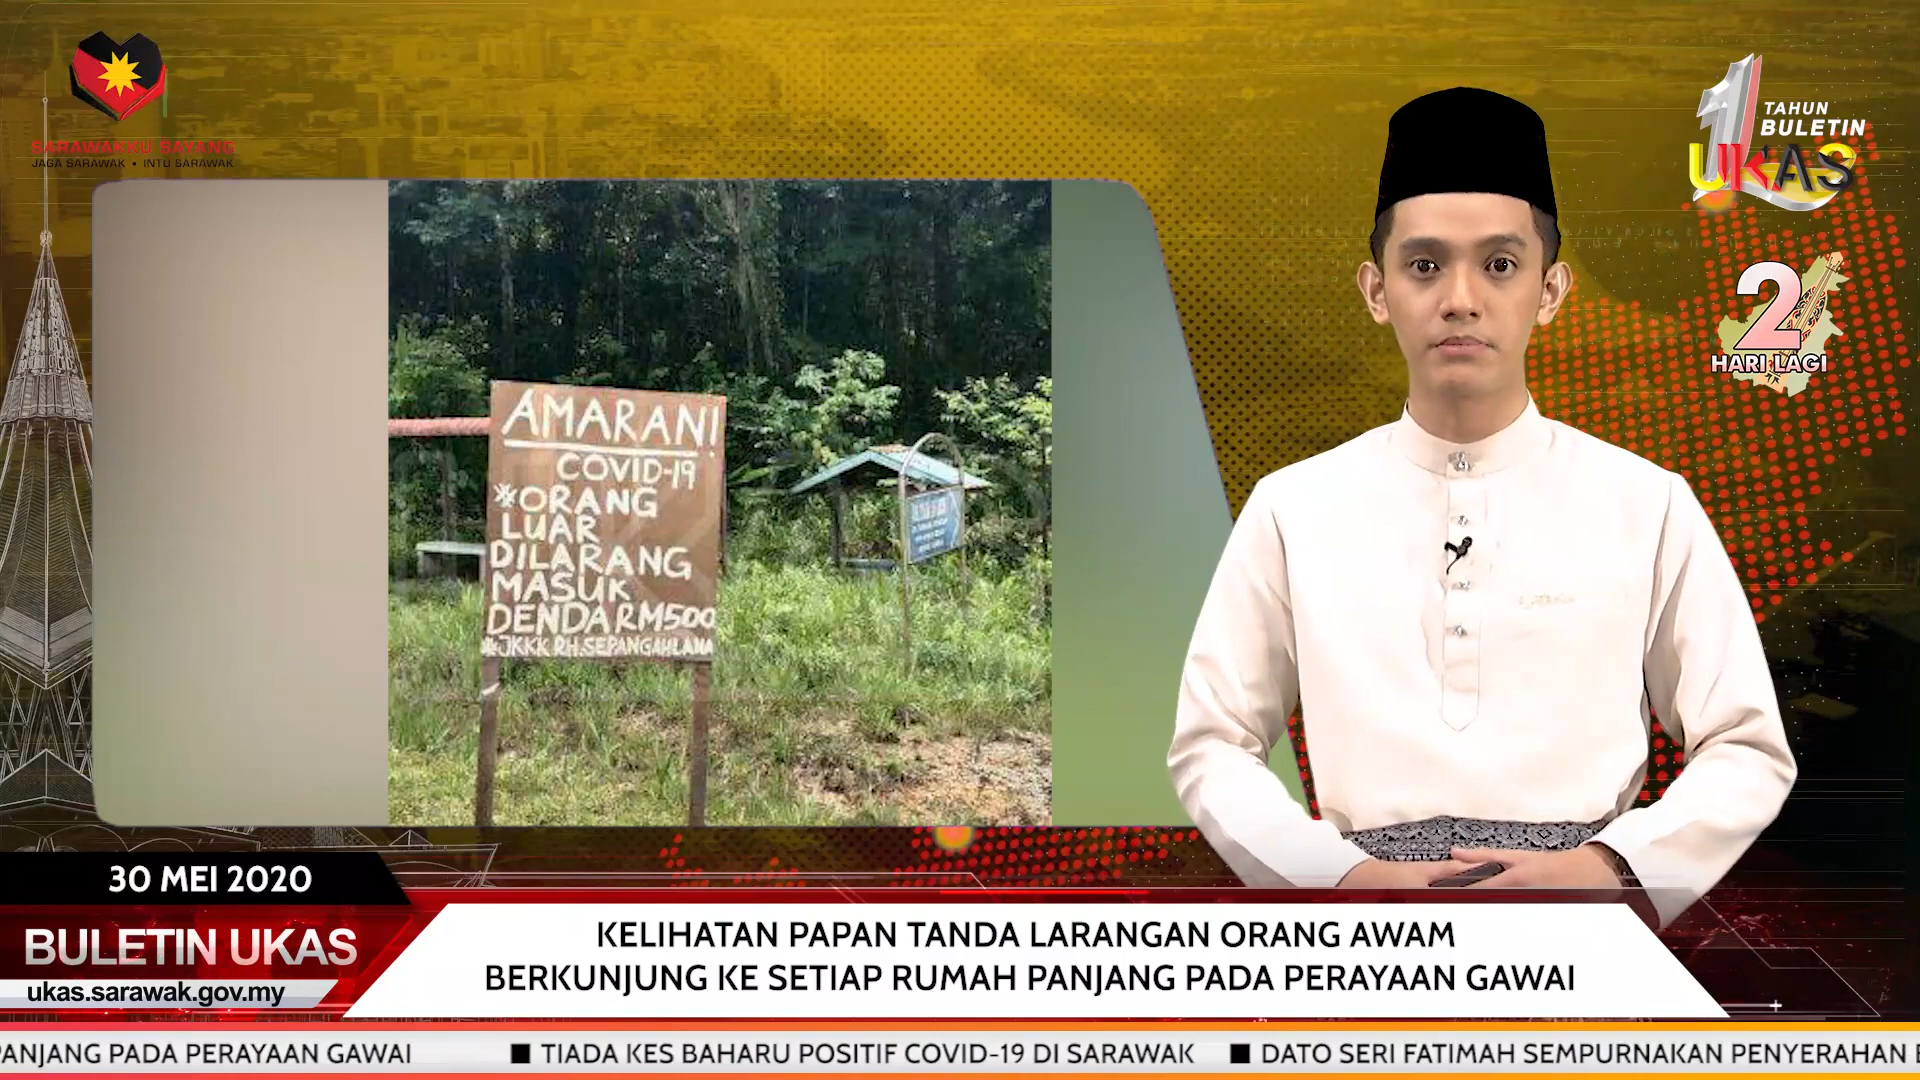 SARAWAKKU SAYANG
JAGA SARAWAK • INTU SARAWAK
1 TAHUN
BULETIN
UKAS
2
HARI LAGI
AMARAN!
COVID-19
*ORANG
LUAR
DILARANG
MASUK
DENDA RM500
*JKKK RH.SEPANGAHLANA
30 MEI 2020
BULETIN UKAS
ukas.sarawak.gov.my
KELIHATAN PAPAN TANDA LARANGAN ORANG AWAM
BERKUNJUNG KE SETIAP RUMAH PANJANG PADA PERAYAAN GAWAI
PANJANG PADA PERAYAAN GAWAI ■ TIADA KES BAHARU POSITIF COVID-19 DI SARAWAK ■ DATO SERI FATIMAH SEMPURNAKAN PENYERAHAN